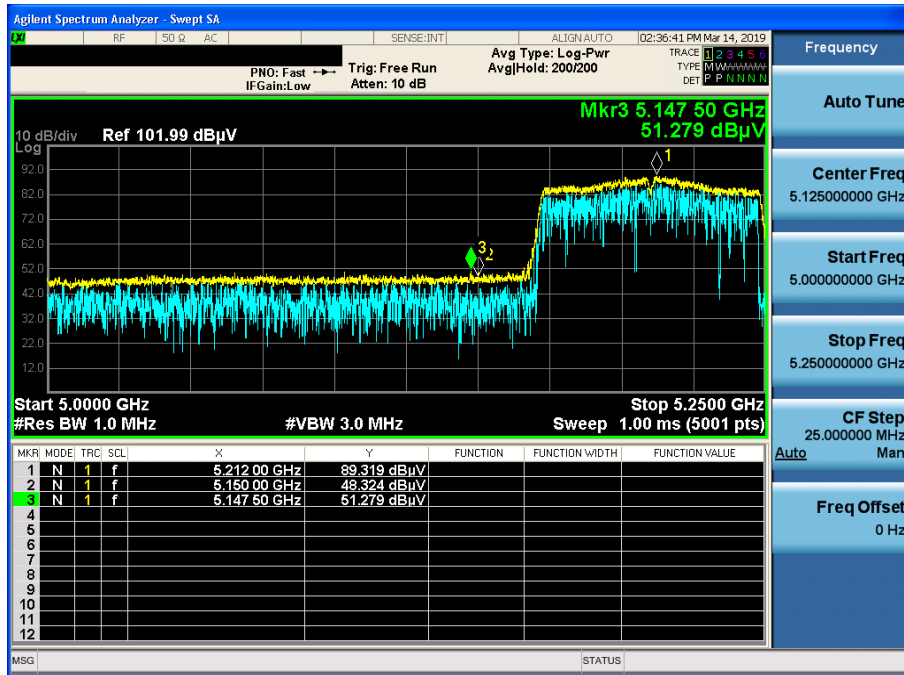 Agilent Spectrum Analyzer - Swept SA
LXI RF 50 Ω AC SENSE:INT ALIGN AUTO 02:36:41 PM Mar 14, 2019
Frequency
PNO: Fast Trig: Free Run Avg Type: Log-Pwr TRACE 1 2 3 4 5 6
IFGain:Low Atten: 10 dB Avg|Hold: 200/200 TYPE M W W W W W
DET P P N N N N
Auto Tune
Mkr3 5.147 50 GHz
51.279 dBµV
10 dB/div Ref 101.99 dBµV
Log
1
92.0
82.0
72.0
62.0
3 2
52.0
42.0
32.0
22.0
12.0
Center Freq
5.125000000 GHz
Start Freq
5.000000000 GHz
Stop Freq
5.250000000 GHz
Start 5.0000 GHz Stop 5.2500 GHz
#Res BW 1.0 MHz #VBW 3.0 MHz Sweep 1.00 ms (5001 pts)
CF Step
25.000000 MHz
Auto Man
MKR MODE TRC SCL X Y FUNCTION FUNCTION WIDTH FUNCTION VALUE
1 N 1 f 5.212 00 GHz 89.319 dBµV
2 N 1 f 5.150 00 GHz 48.324 dBµV
3 N 1 f 5.147 50 GHz 51.279 dBµV
4
5
6
7
8
9
10
11
12
Freq Offset
0 Hz
MSG STATUS